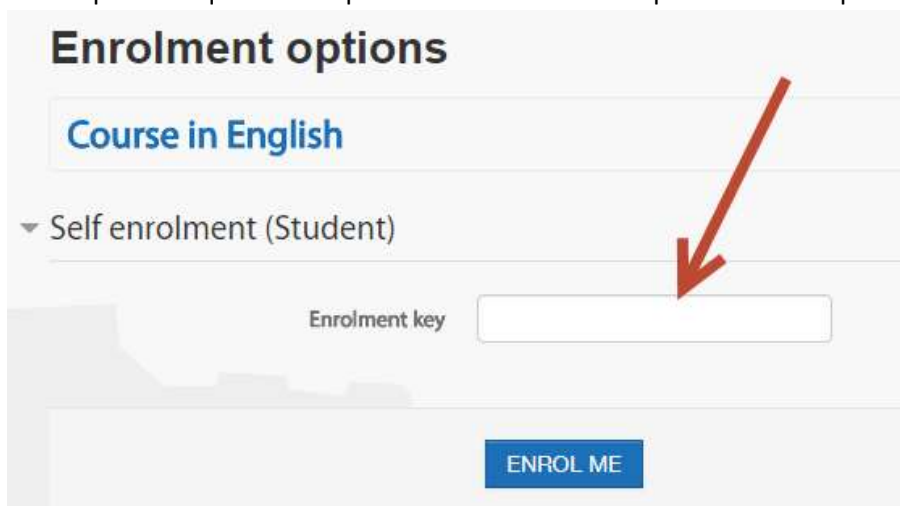 Enrolment options
Course in English
Self enrolment (Student)
Enrolment key
ENROL ME